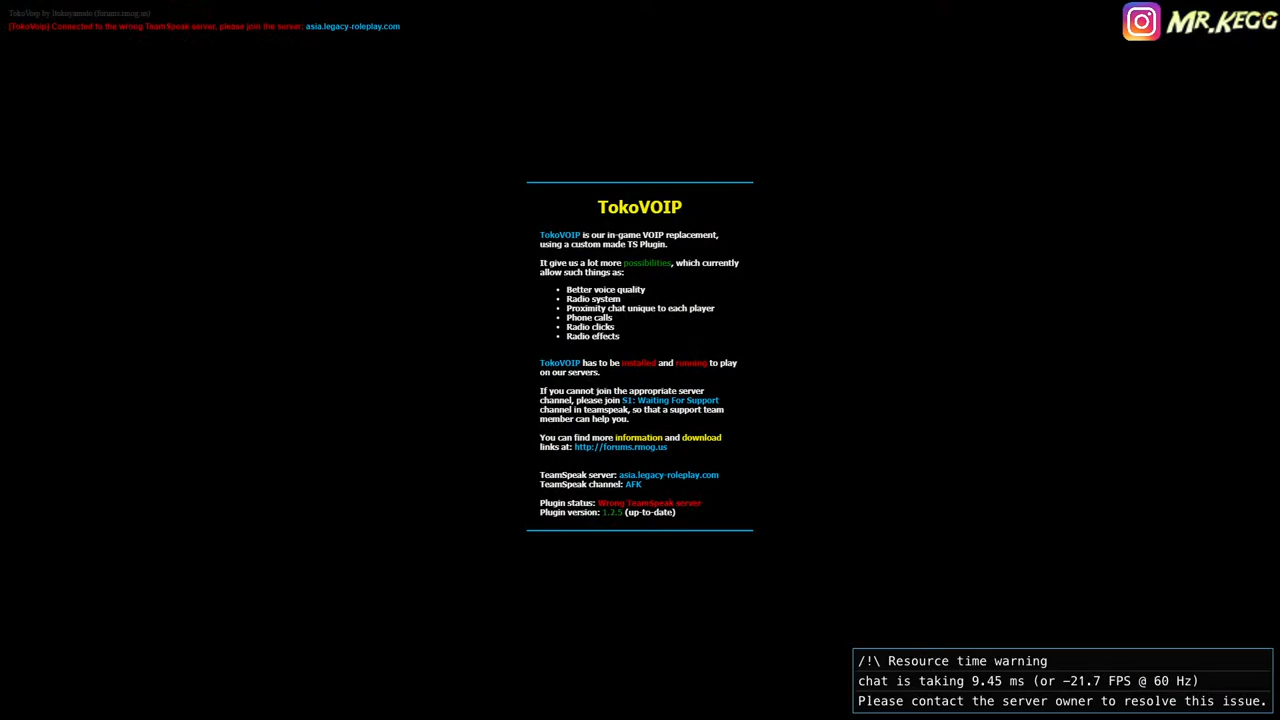 TokoVoip by Itokoyamato (forums.rmog.us)
[TokoVoip] Connected to the wrong TeamSpeak server, please join the server: asia.legacy-roleplay.com
MR.KEGG
TokoVOIP
TokoVOIP is our in-game VOIP replacement,
using a custom made TS Plugin.
It give us a lot more possibilities, which currently
allow such things as:
• Better voice quality
• Radio system
• Proximity chat unique to each player
• Phone calls
• Radio clicks
• Radio effects
TokoVOIP has to be installed and running to play
on our servers.
If you cannot join the appropriate server
channel, please join S1: Waiting For Support
channel in teamspeak, so that a support team
member can help you.
You can find more information and download
links at: http://forums.rmog.us
TeamSpeak server: asia.legacy-roleplay.com
TeamSpeak channel: AFK
Plugin status: Wrong TeamSpeak server
Plugin version: 1.2.5 (up-to-date)
/!\ Resource time warning
chat is taking 9.45 ms (or -21.7 FPS @ 60 Hz)
Please contact the server owner to resolve this issue.